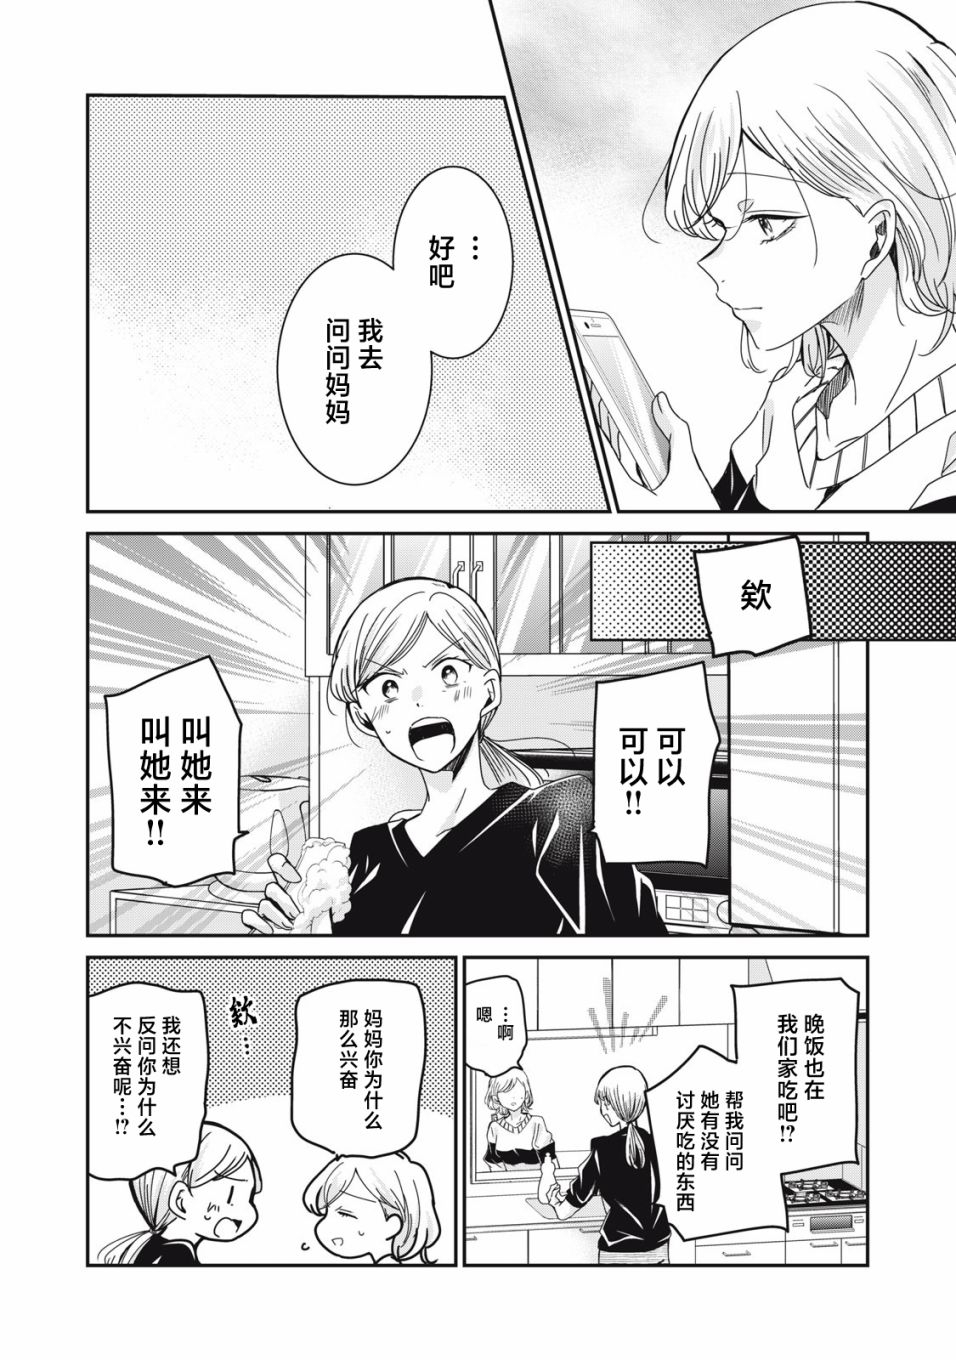 …
好吧
我去
问问妈妈
欸
可以
可以!!
叫她来
叫她来!!
晚饭也在
我们家吃吧!?
帮我问问
她有没有
讨厌吃的东西
…啊
嗯
妈妈你为什么
那么兴奋
欸…
我还想
反问你为什么
不兴奋呢…!?